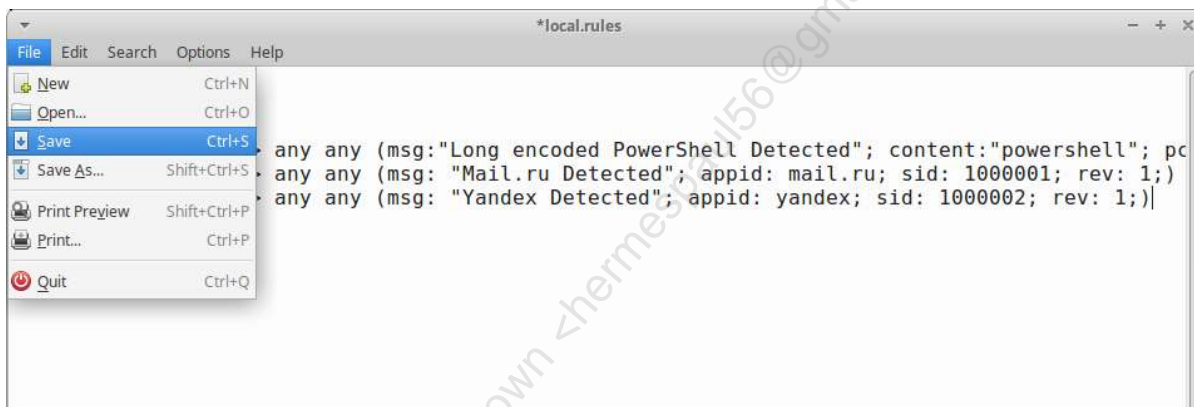 *local.rules
File Edit Search Options Help
New Ctrl+N
Open... Ctrl+O
Save Ctrl+S
any any (msg:"Long encoded PowerShell Detected"; content:"powershell"; pc
Save As... Shift+Ctrl+S
any any (msg: "Mail.ru Detected"; appid: mail.ru; sid: 1000001; rev: 1;)
any any (msg: "Yandex Detected"; appid: yandex; sid: 1000002; rev: 1;)
Print Preview Shift+Ctrl+P
Print... Ctrl+P
Quit Ctrl+Q
own <hermespaul56@gm